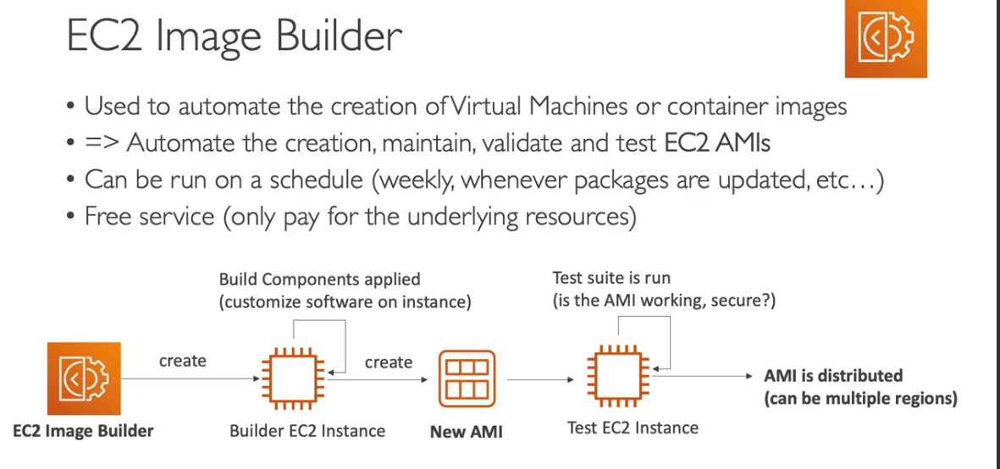 EC2 Image Builder
• Used to automate the creation of Virtual Machines or container images
• => Automate the creation, maintain, validate and test EC2 AMIs
• Can be run on a schedule (weekly, whenever packages are updated, etc…)
• Free service (only pay for the underlying resources)
Build Components applied
(customize software on instance)
Test suite is run
(is the AMI working, secure?)
create
create
AMI is distributed
(can be multiple regions)
EC2 Image Builder
Builder EC2 Instance
New AMI
Test EC2 Instance